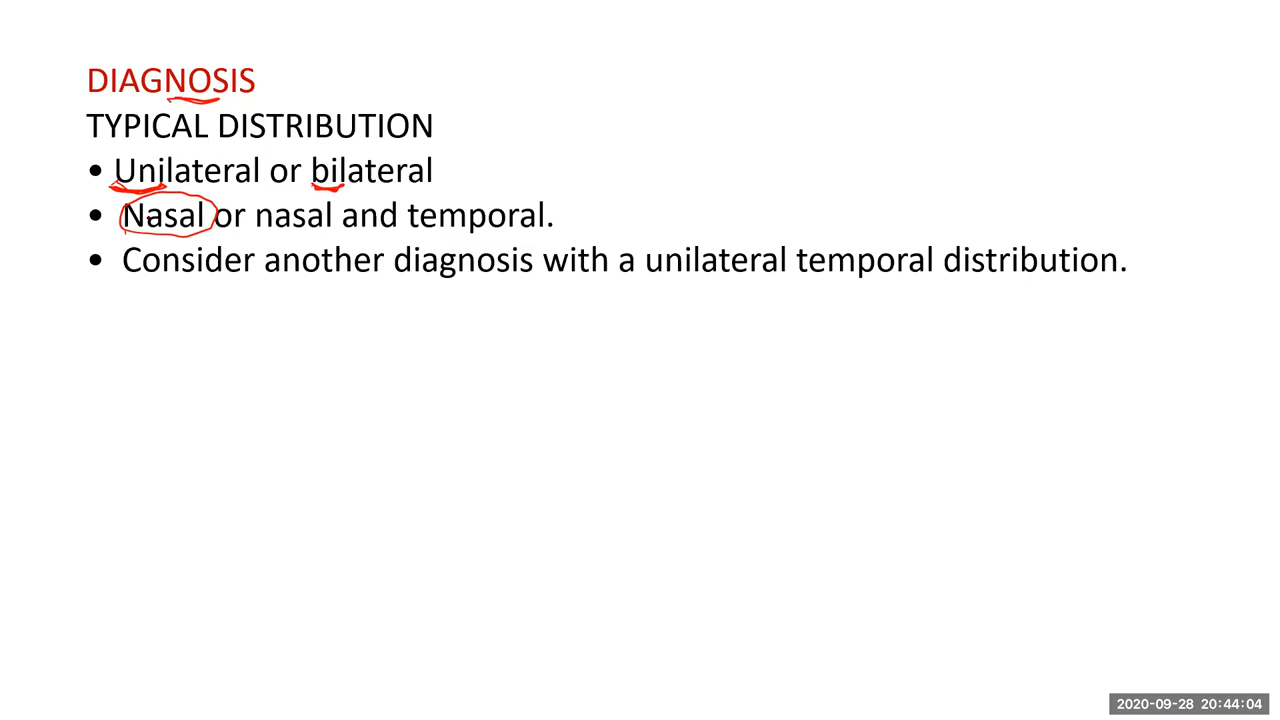 DIAGNOSIS
TYPICAL DISTRIBUTION
• Unilateral or bilateral
• Nasal or nasal and temporal.
• Consider another diagnosis with a unilateral temporal distribution.
2020-09-28 20:44:04